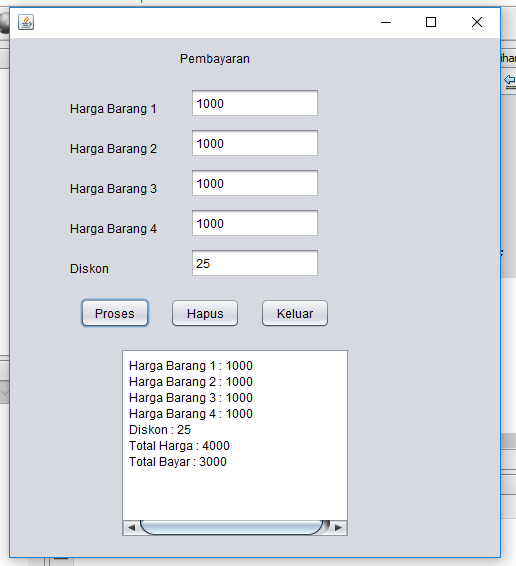 Pembayaran
Harga Barang 1 1000
Harga Barang 2 1000
Harga Barang 3 1000
Harga Barang 4 1000
Diskon 25
Proses Hapus Keluar
Harga Barang 1 : 1000
Harga Barang 2 : 1000
Harga Barang 3 : 1000
Harga Barang 4 : 1000
Diskon : 25
Total Harga : 4000
Total Bayar : 3000